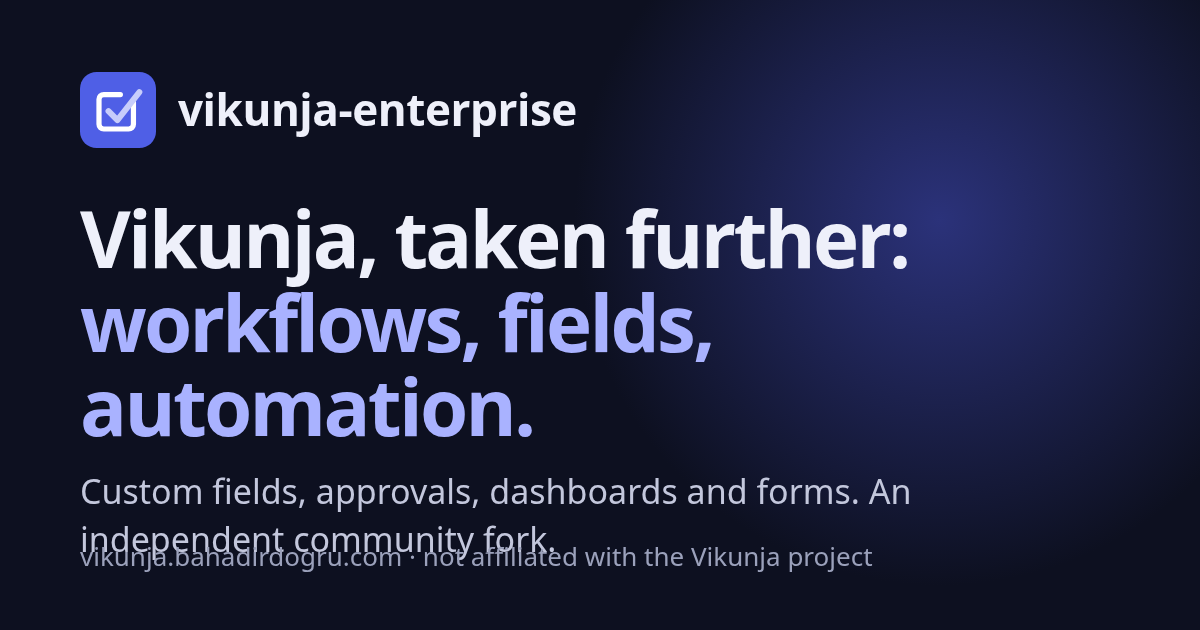 vikunja-enterprise
Vikunja, taken further:
workflows, fields,
automation.
Custom fields, approvals, dashboards and forms. An
independent community fork.
vikunja.bahadirdogru.com · not affiliated with the Vikunja project